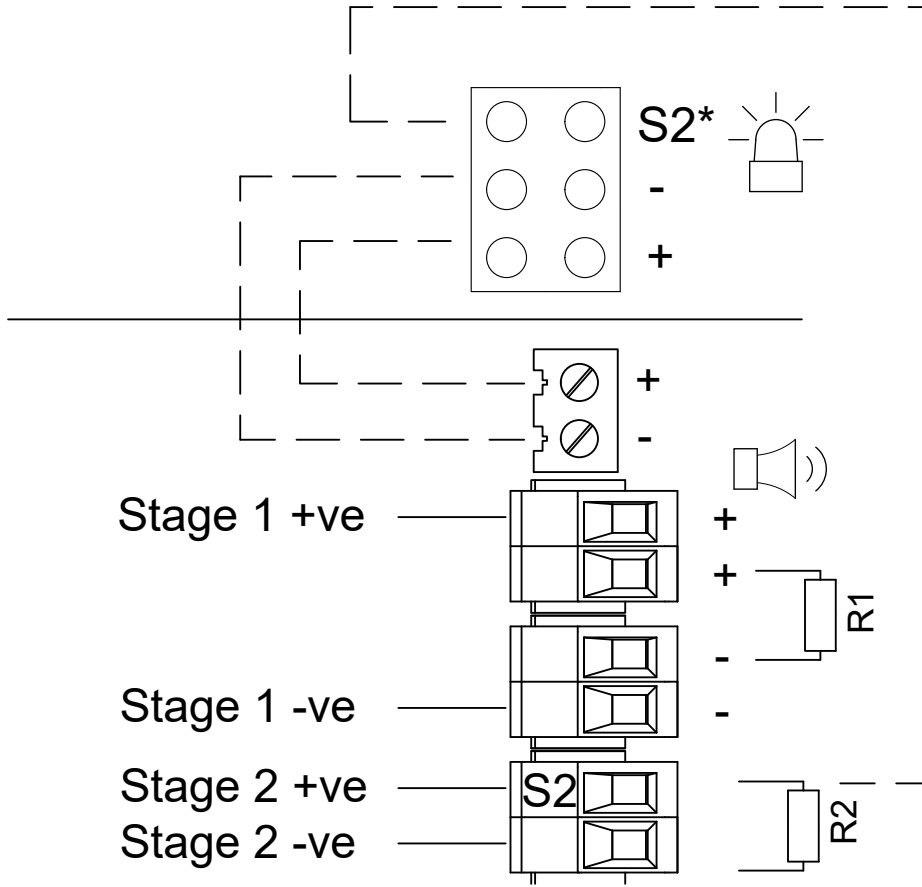 S2*
-
+
+
-
Stage 1 +ve
+
+
R1
-
Stage 1 -ve
-
Stage 2 +ve
S2
R2
Stage 2 -ve